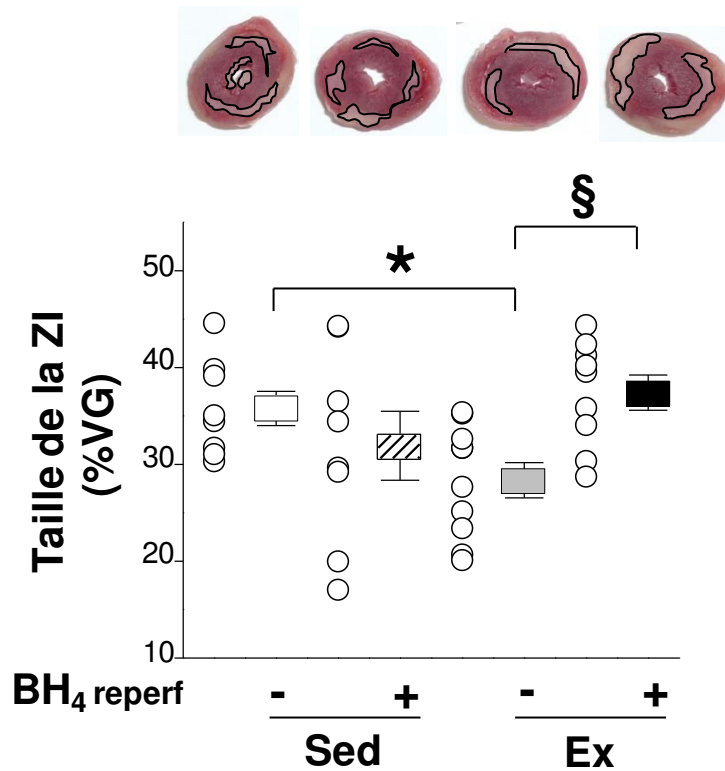 §
*
50
40
30
20
10
Taille de la ZI
(%VG)
BH4 reperf - + - +
Sed Ex